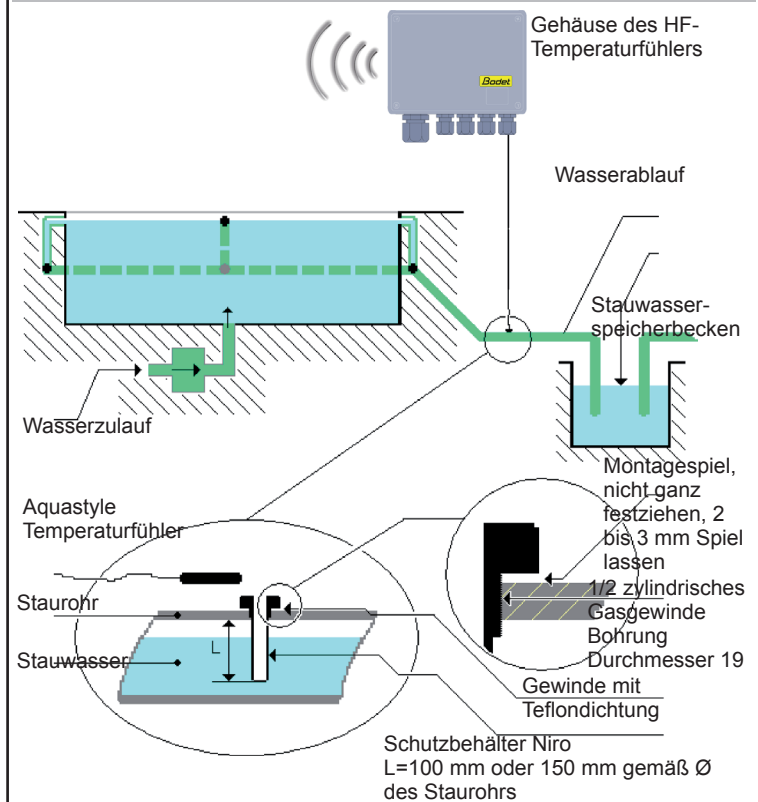 Gehäuse des HF-
Temperaturfühlers
Bodet
Wasserablauf
Stauwasser-
speicherbecken
Wasserzulauf
Montagespiel,
nicht ganz
festziehen, 2
bis 3 mm Spiel
lassen
Aquastyle
Temperaturfühler
1/2 zylindrisches
Gasgewinde
Bohrung
Durchmesser 19
Staurohr
Stauwasser
L
Gewinde mit
Teflondichtung
Schutzbehälter Niro
L=100 mm oder 150 mm gemäß Ø
des Staurohrs